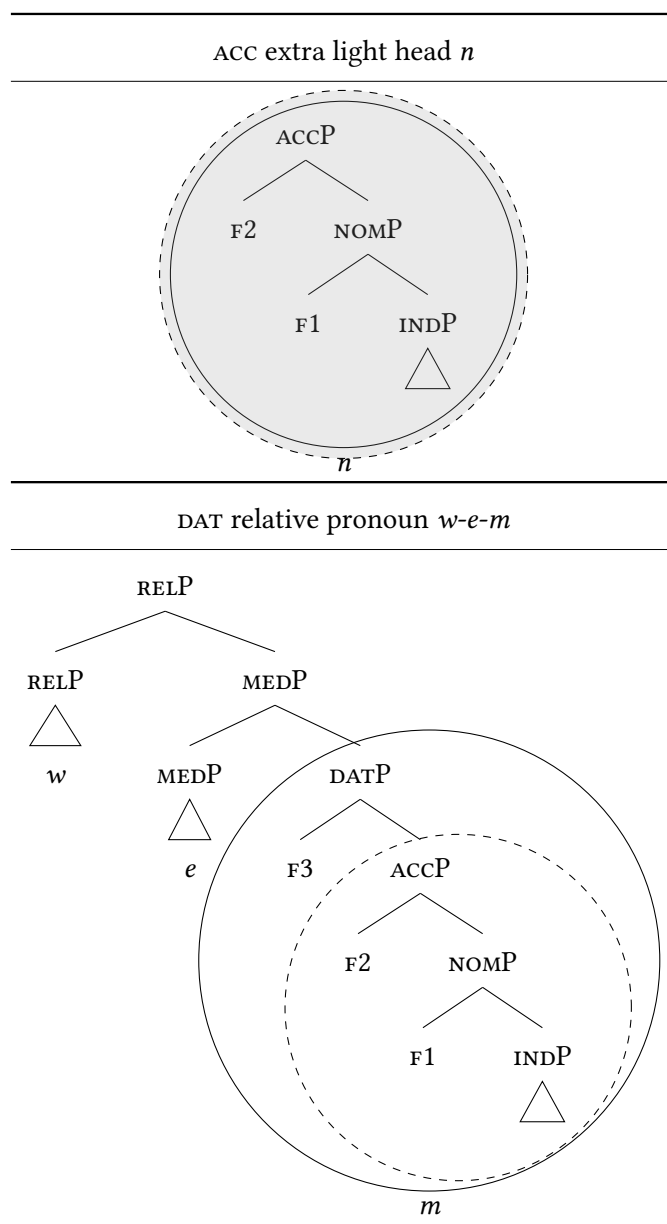 ACC extra light head n
ACCP
F2 NOMP
F1 INDP
n
DAT relative pronoun w-e-m
RELP
RELP MEDP
w MEDP DATP
e F3 ACCP
F2 NOMP
F1 INDP
m